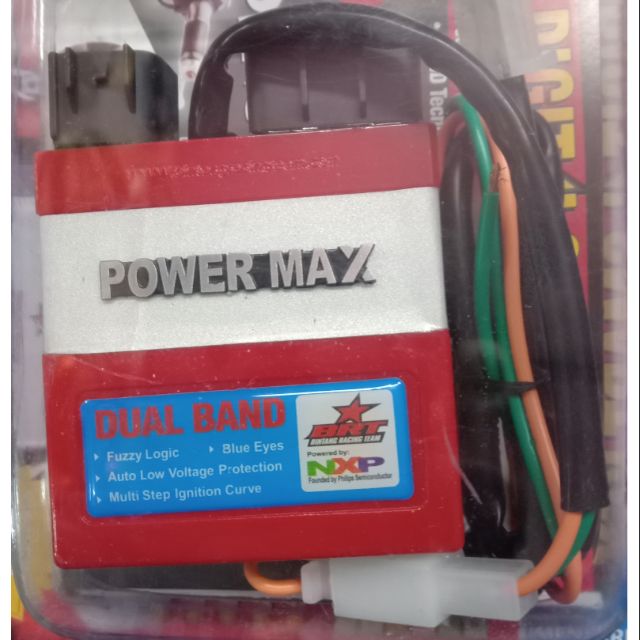 POWER MAX
DUAL BAND
Fuzzy Logic
Blue Eyes
Auto Low Voltage Protection
Multi Step Ignition Curve
BRT
BINTANG RACING TEAM
Powered by:
NXP
Founded by Philips Semiconductor